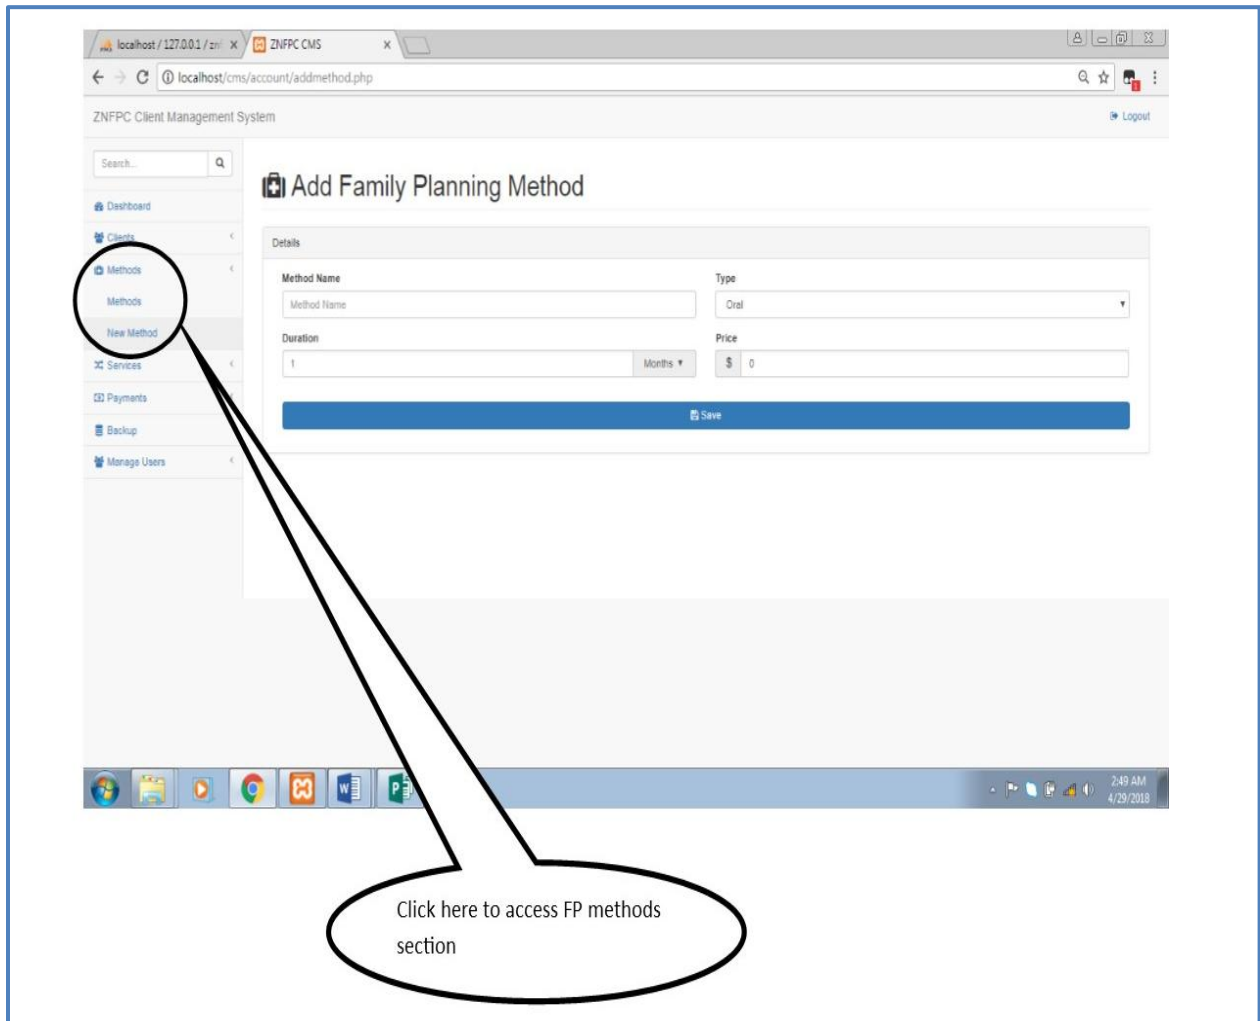 localhost / 127.0.0.1 / zn
ZNFPC CMS
localhost/cms/account/addmethod.php
ZNFPC Client Management System
Logout
Search...
Add Family Planning Method
Dashboard
Clients
Methods
Methods
New Method
Services
Payments
Backup
Manage Users
Details
Method Name
Type
Method Name
Oral
Duration
Price
1
Months
$ 0
Save
2:49 AM
4/29/2018
Click here to access FP methods
section